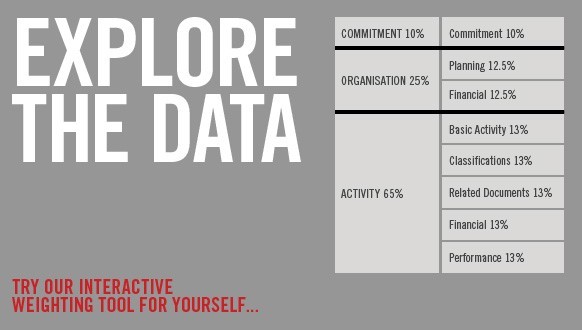 EXPLORE
THE DATA
COMMITMENT 10%
Commitment 10%
ORGANISATION 25%
Planning 12.5%
Financial 12.5%
ACTIVITY 65%
Basic Activity 13%
Classifications 13%
Related Documents 13%
Financial 13%
Performance 13%
TRY OUR INTERACTIVE
WEIGHTING TOOL FOR YOURSELF...